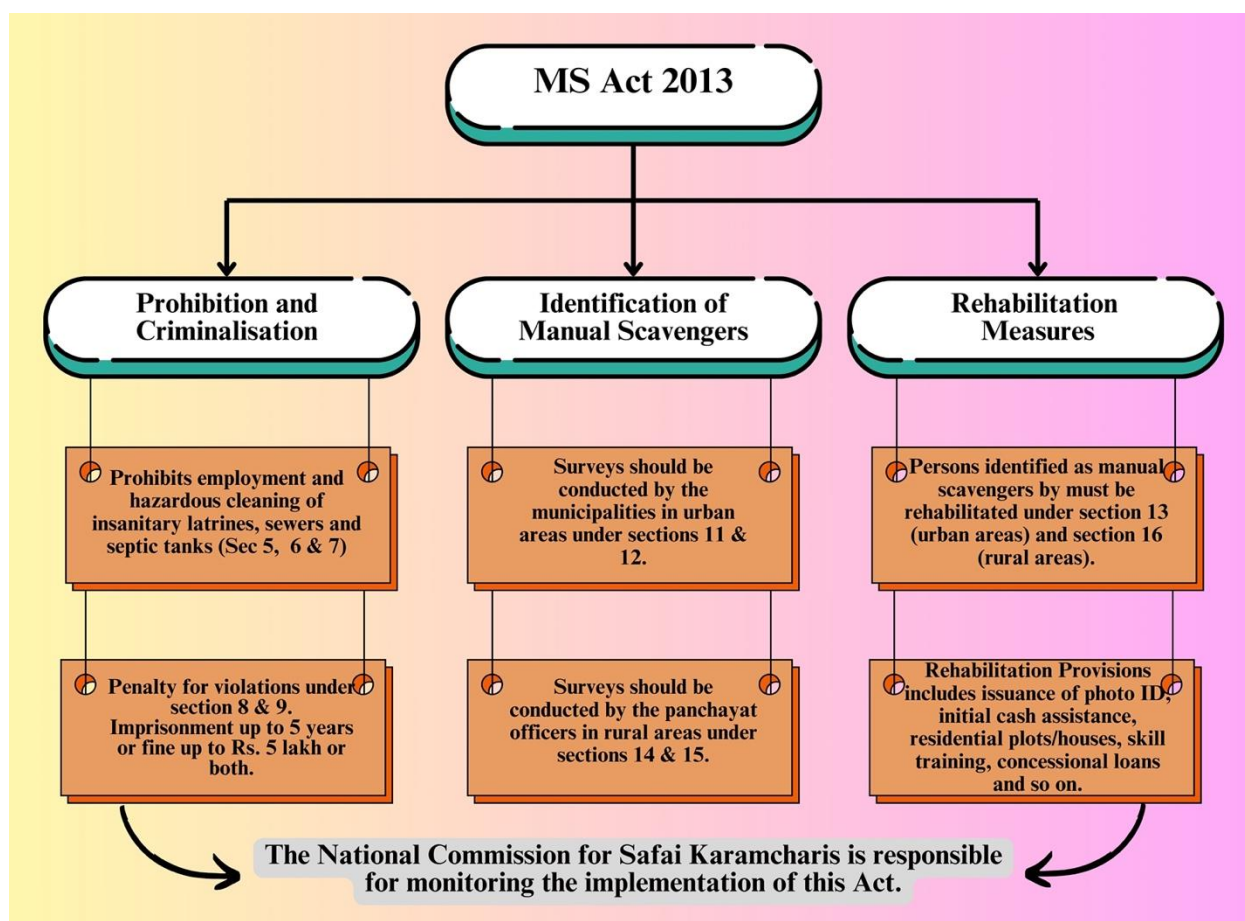 MS Act 2013
Prohibition and
Criminalisation
Prohibits employment and
hazardous cleaning of
insanitary latrines, sewers and
septic tanks (Sec 5, 6 & 7)
Penalty for violations under
section 8 & 9.
Imprisonment up to 5 years
or fine up to Rs. 5 lakh or
both.
Identification of
Manual Scavengers
Surveys should be
conducted by the
municipalities in urban
areas under sections 11 &
12.
Surveys should be
conducted by the panchayat
officers in rural areas under
sections 14 & 15.
Rehabilitation
Measures
Persons identified as manual
scavengers by must be
rehabilitated under section 13
(urban areas) and section 16
(rural areas).
Rehabilitation Provisions
includes issuance of photo ID,
initial cash assistance,
residential plots/houses, skill
training, concessional loans
and so on.
The National Commission for Safai Karamcharis is responsible
for monitoring the implementation of this Act.